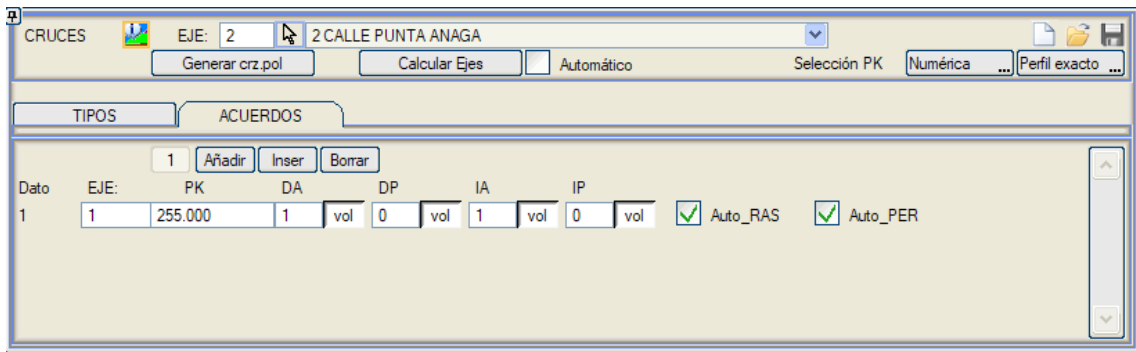 CRUCES EJE: 2 2 CALLE PUNTA ANAGA
Generar crz.pol Calcular Ejes Automático Selección PK Numérica ... Perfil exacto ...
TIPOS ACUERDOS
1 Añadir Inser Borrar
Dato EJE: PK DA DP IA IP
1 1 255.000 1 vol 0 vol 1 vol 0 vol Auto_RAS Auto_PER